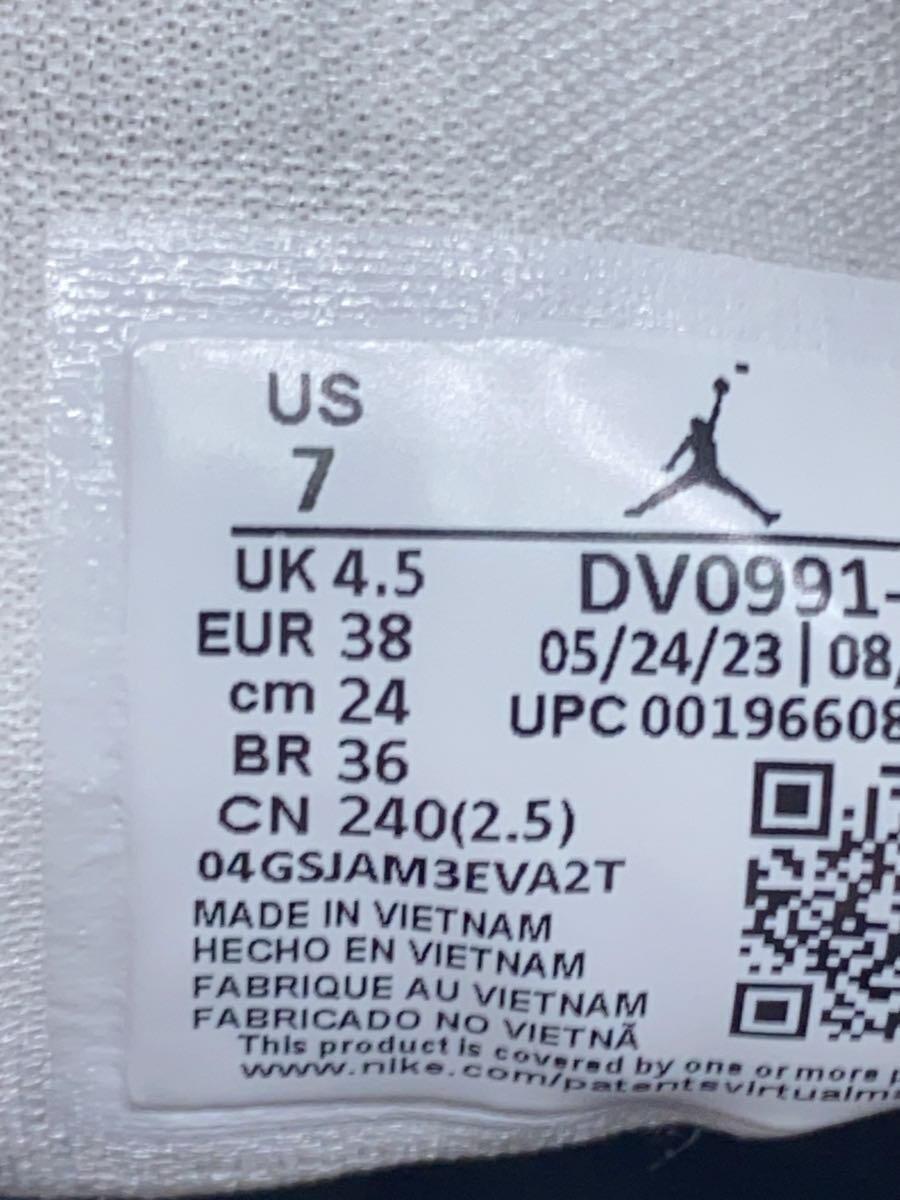 US
7
UK 4.5
EUR 38
cm 24
BR 36
CN 240(2.5)
04GSJAM3EVA2T
MADE IN VIETNAM
HECHO EN VIETNAM
FABRIQUE AU VIETNAM
FABRICADO NO VIETNÃ
This product is covered by one or more
www.nike.com/patentsvirtualm
DV0991-
05/24/23 | 08/
UPC 00196608